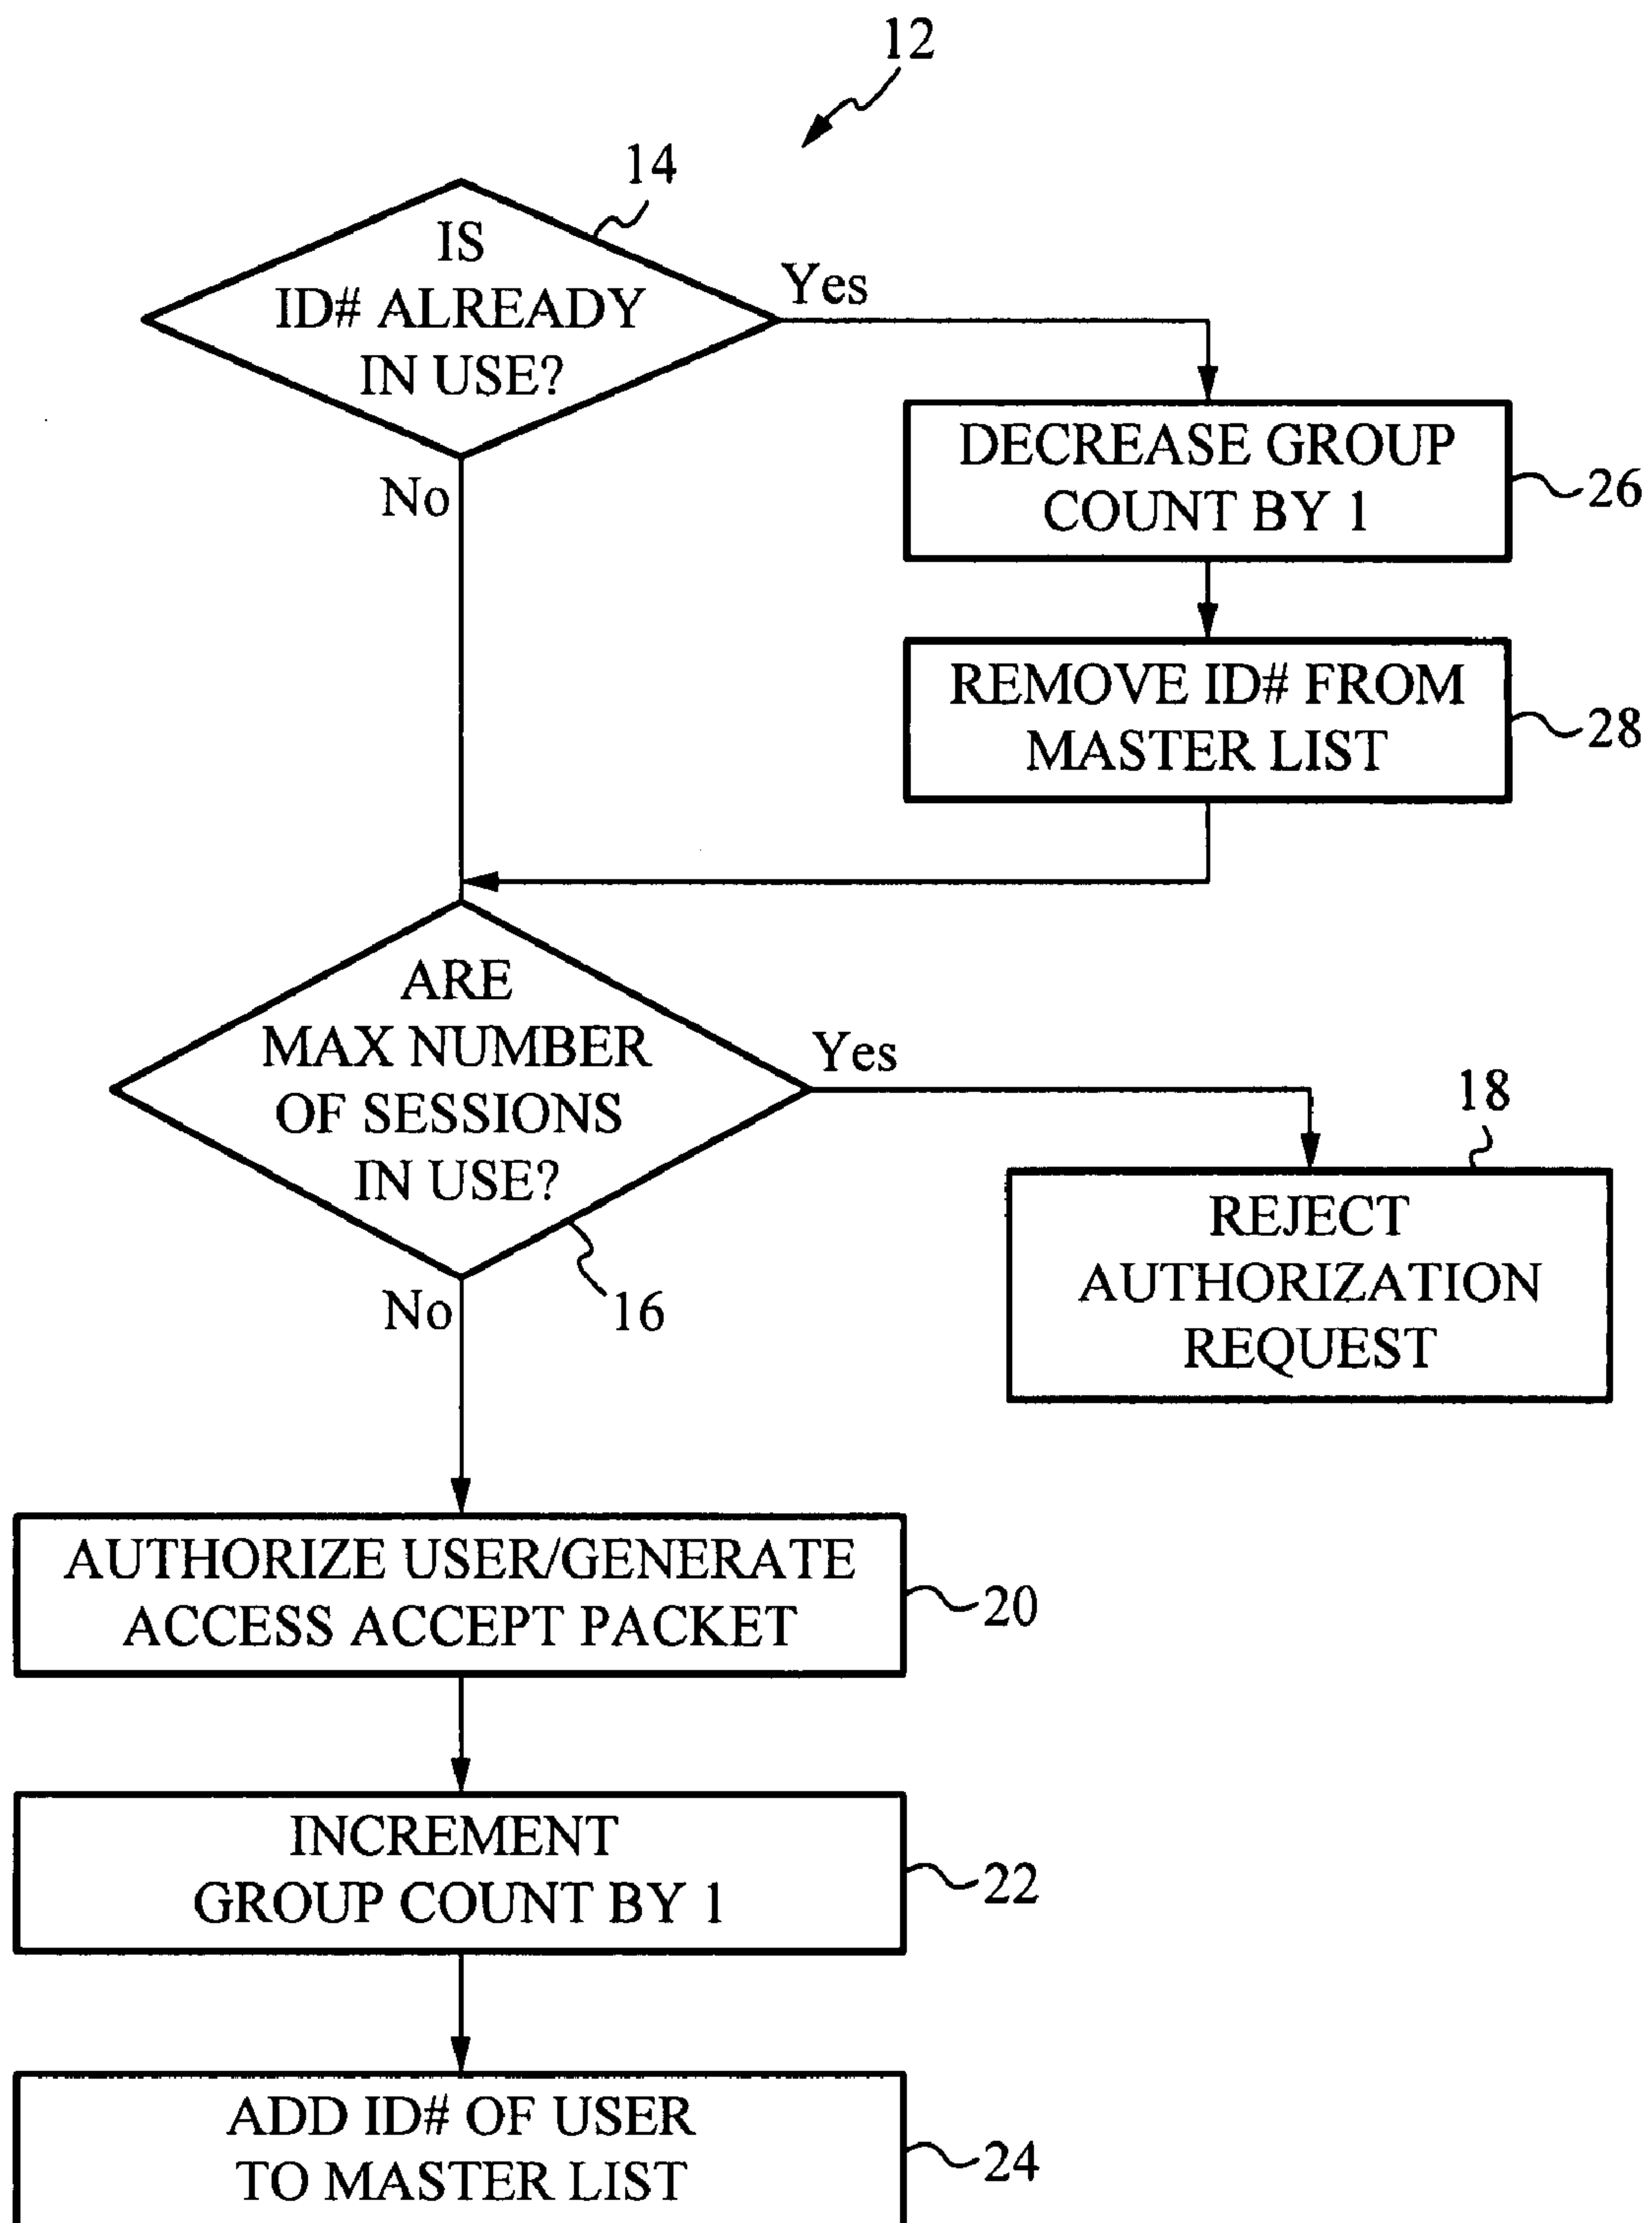 12
14
IS
ID# ALREADY
IN USE?
Yes
No
DECREASE GROUP
COUNT BY 1
26
REMOVE ID# FROM
MASTER LIST
28
ARE
MAX NUMBER
OF SESSIONS
IN USE?
Yes
16
No
18
REJECT
AUTHORIZATION
REQUEST
AUTHORIZE USER/GENERATE
ACCESS ACCEPT PACKET
20
INCREMENT
GROUP COUNT BY 1
22
ADD ID# OF USER
TO MASTER LIST
24